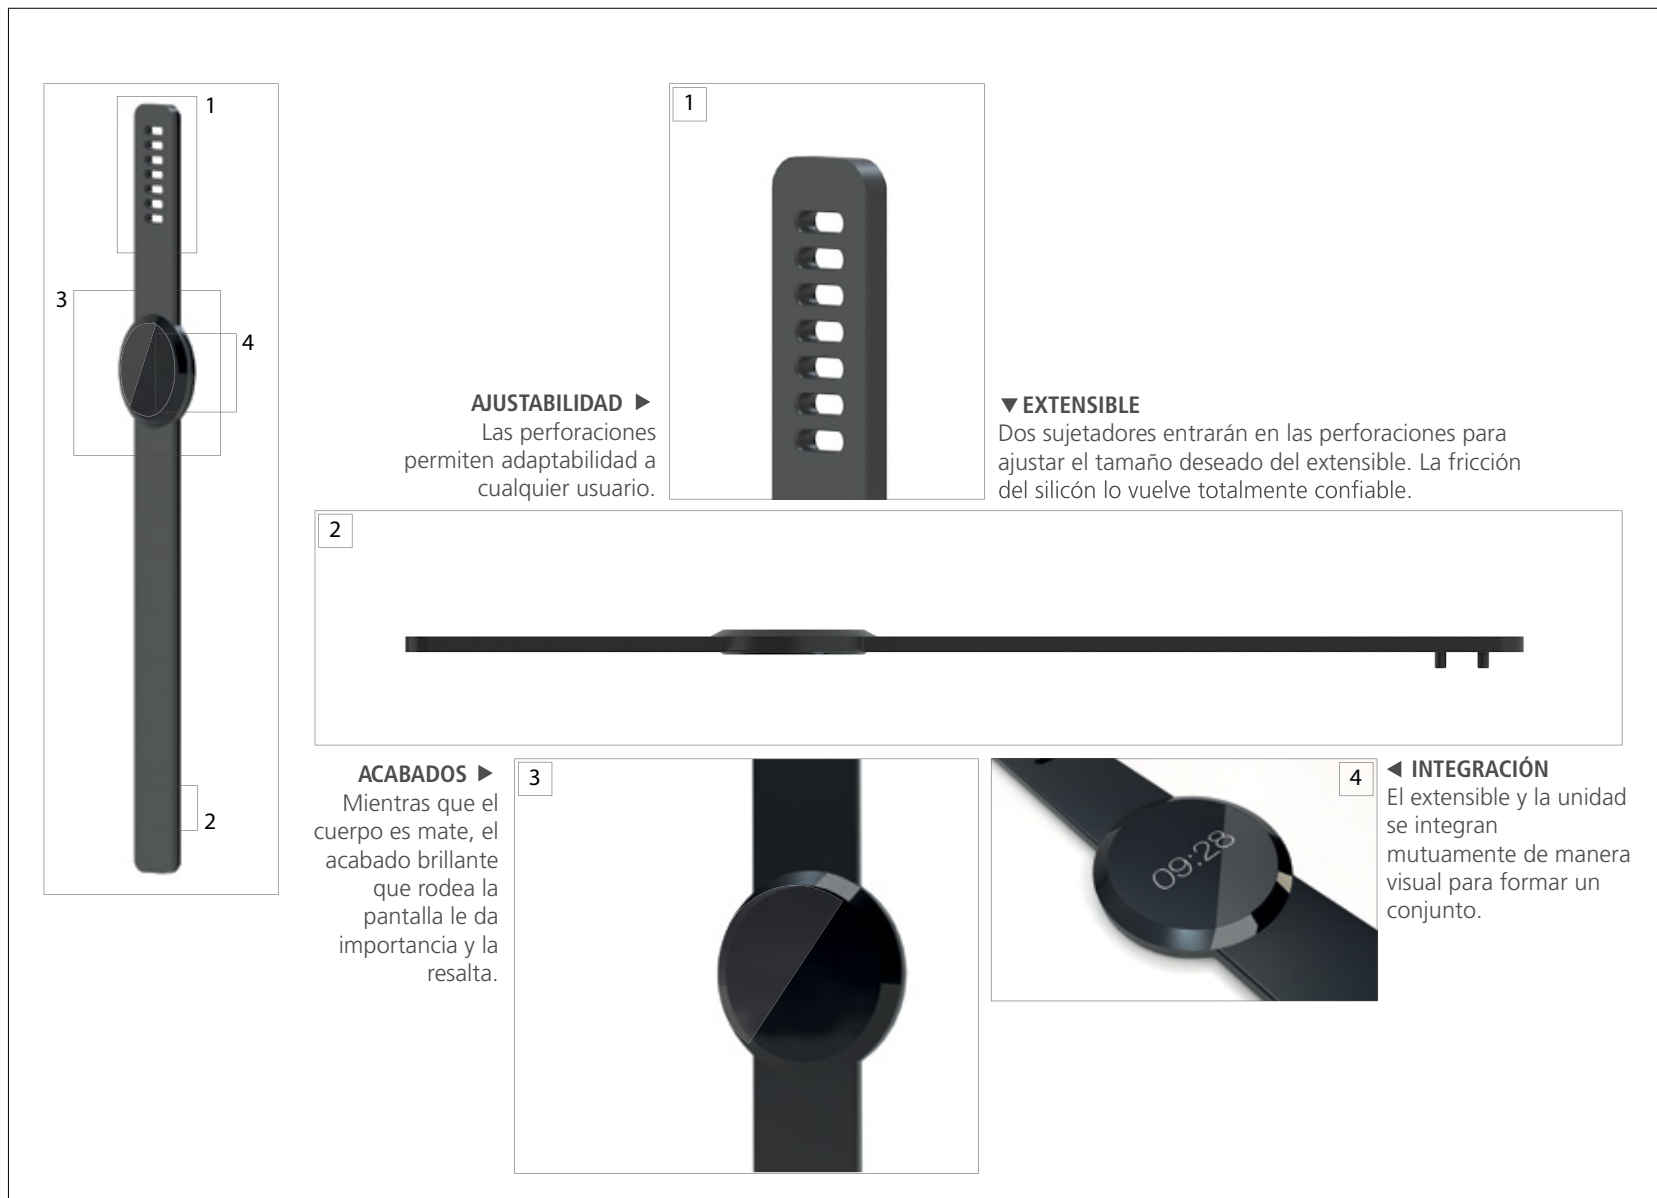 1
3
4
2
1
AJUSTABILIDAD ▶
Las perforaciones
permiten adaptabilidad a
cualquier usuario.
▼EXTENSIBLE
Dos sujetadores entrarán en las perforaciones para
ajustar el tamaño deseado del extensible. La fricción
del silicón lo vuelve totalmente confiable.
2
ACABADOS ▶
Mientras que el
cuerpo es mate, el
acabado brillante
que rodea la
pantalla le da
importancia y la
resalta.
3
4
09:28
◀ INTEGRACIÓN
El extensible y la unidad
se integran
mutuamente de manera
visual para formar un
conjunto.